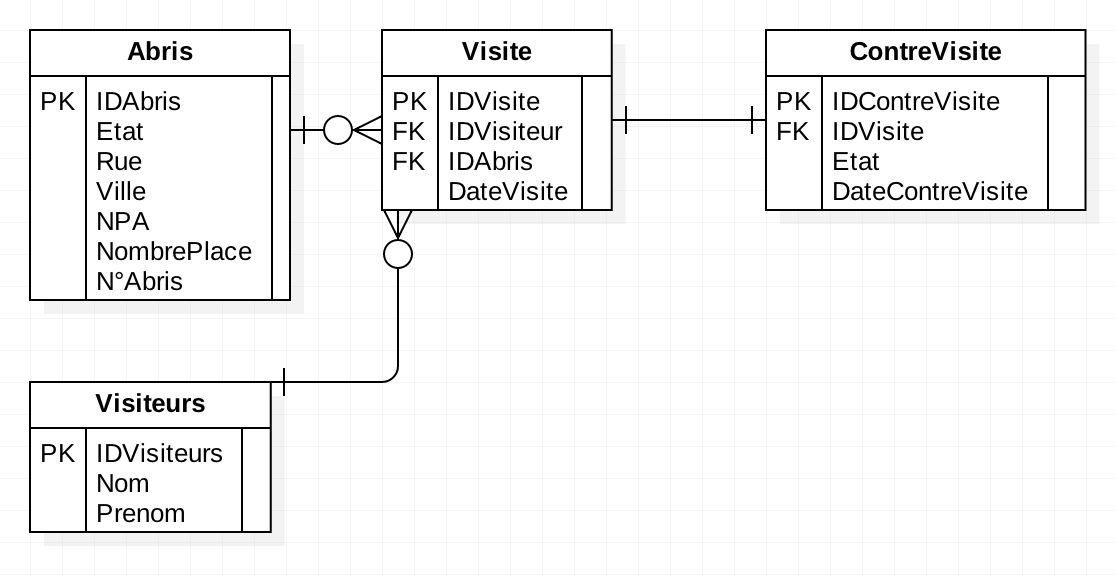 Abris
PK IDAbris
Etat
Rue
Ville
NPA
NombrePlace
N°Abris
Visite
PK IDVisite
FK IDVisiteur
FK IDAbris
DateVisite
ContreVisite
PK IDContreVisite
FK IDVisite
Etat
DateContreVisite
Visiteurs
PK IDVisiteurs
Nom
Prenom